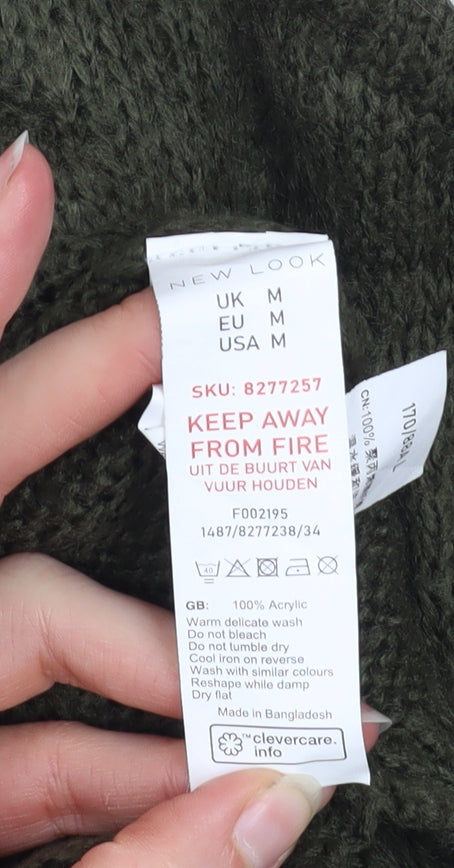 NEW LOOK
UK M
EU M
USA M
SKU: 8277257
KEEP AWAY
FROM FIRE
UIT DE BUURT VAN
VUUR HOUDEN
F002195
1487/8277238/34
40
GB: 100% Acrylic
Warm delicate wash
Do not bleach
Do not tumble dry
Cool iron on reverse
Wash with similar colours
Reshape while damp
Dry flat
Made in Bangladesh
™clevercare.
info
CN:100%